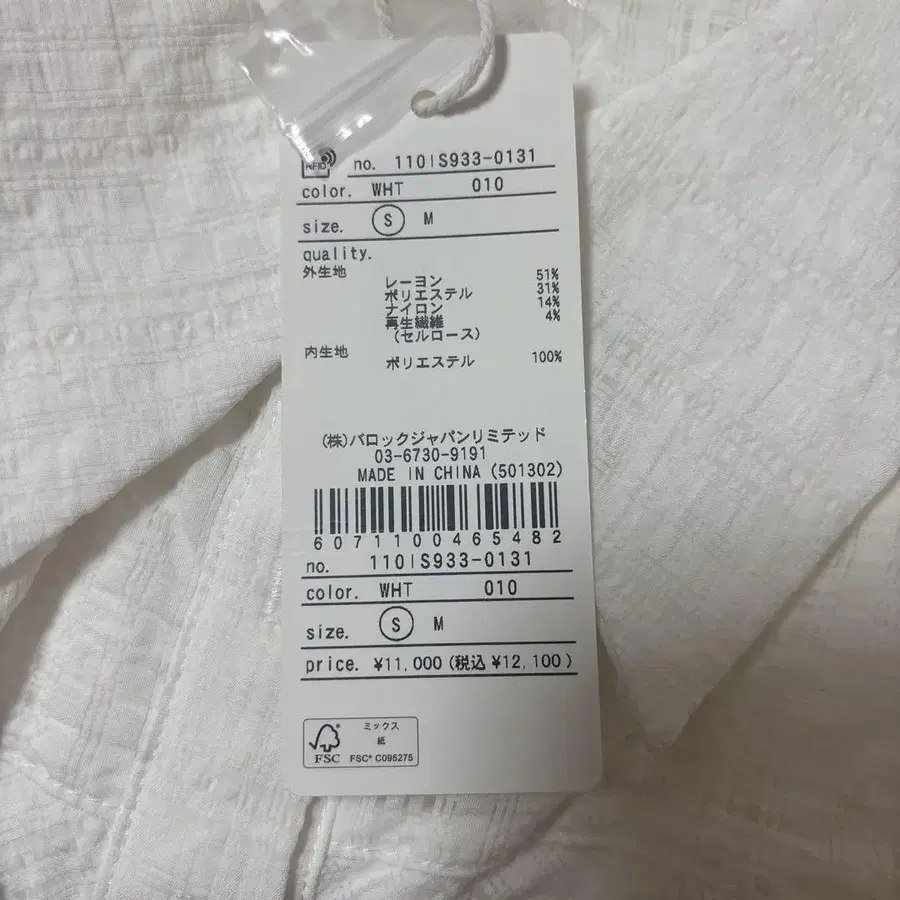 RFID
no. 110IS933-0131
color. WHT 010
size. S M
quality.
外生地
レーヨン 51%
ポリエステル 31%
ナイロン 14%
再生繊維 4%
(セルロース)
内生地
ポリエステル 100%
(株)バロックジャパンリミテッド
03-6730-9191
MADE IN CHINA (501302)
6071100465482
no. 110IS933-0131
color. WHT 010
size. S M
price. ¥11,000(税込¥12,100)
ミックス
紙
FSC
FSC® C095275